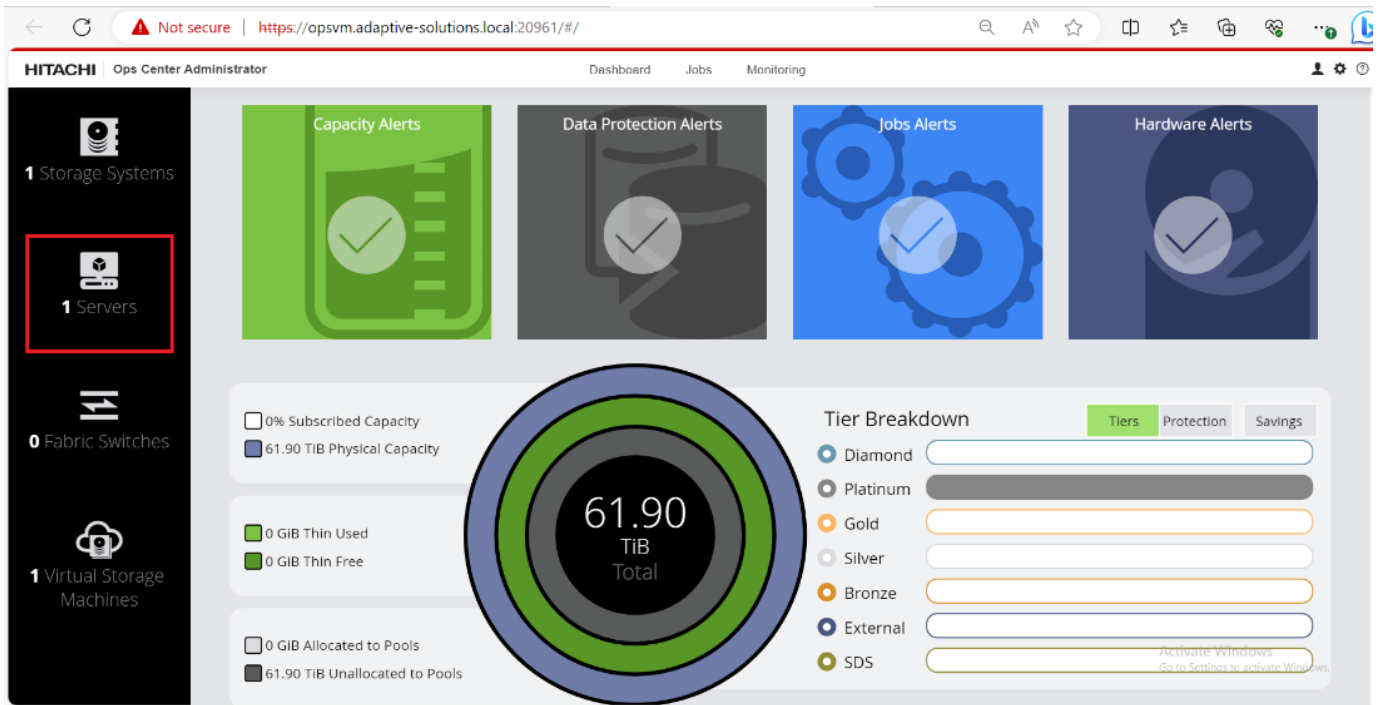 Not secure | https://opsvm.adaptive-solutions.local:20961/#/
HITACHI Ops Center Administrator
Dashboard Jobs Monitoring
1 Storage Systems
1 Servers
0 Fabric Switches
1 Virtual Storage
Machines
Capacity Alerts
Data Protection Alerts
Jobs Alerts
Hardware Alerts
0% Subscribed Capacity
61.90 TiB Physical Capacity
0 GiB Thin Used
0 GiB Thin Free
0 GiB Allocated to Pools
61.90 TiB Unallocated to Pools
61.90
TiB
Total
Tier Breakdown
Tiers Protection Savings
Diamond
Platinum
Gold
Silver
Bronze
External
SDS
Activate Windows
Go to Settings to activate Windows.